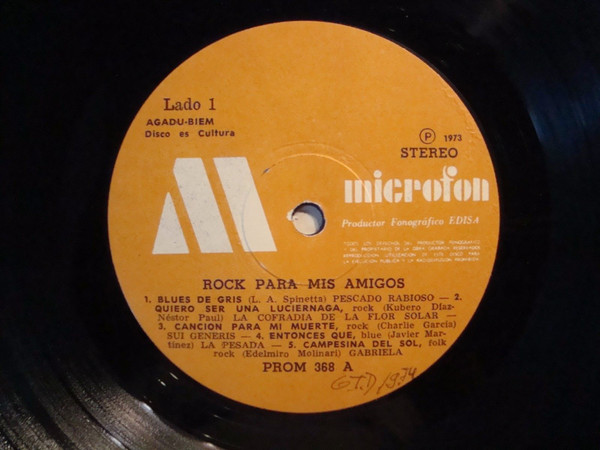 Lado 1
AGADU-BIEM
Disco es Cultura
Ⓟ 1973
STEREO
microfon
Productor Fonográfico EDISA
ROCK PARA MIS AMIGOS
1. BLUES DE GRIS (L. A. Spinetta) PESCADO RABIOSO — 2.
QUIERO SER UNA LUCIERNAGA, rock (Kubero Díaz-
Néstor Paul) LA COFRADIA DE LA FLOR SOLAR —
3. CANCION PARA MI MUERTE, rock (Charlie García)
SUI GENERIS — 4. ENTONCES QUE, blue (Javier Mar-
tínez) LA PESADA — 5. CAMPESINA DEL SOL, folk
rock (Edelmiro Molinari) GABRIELA
PROM 368 A
G.T.D/974